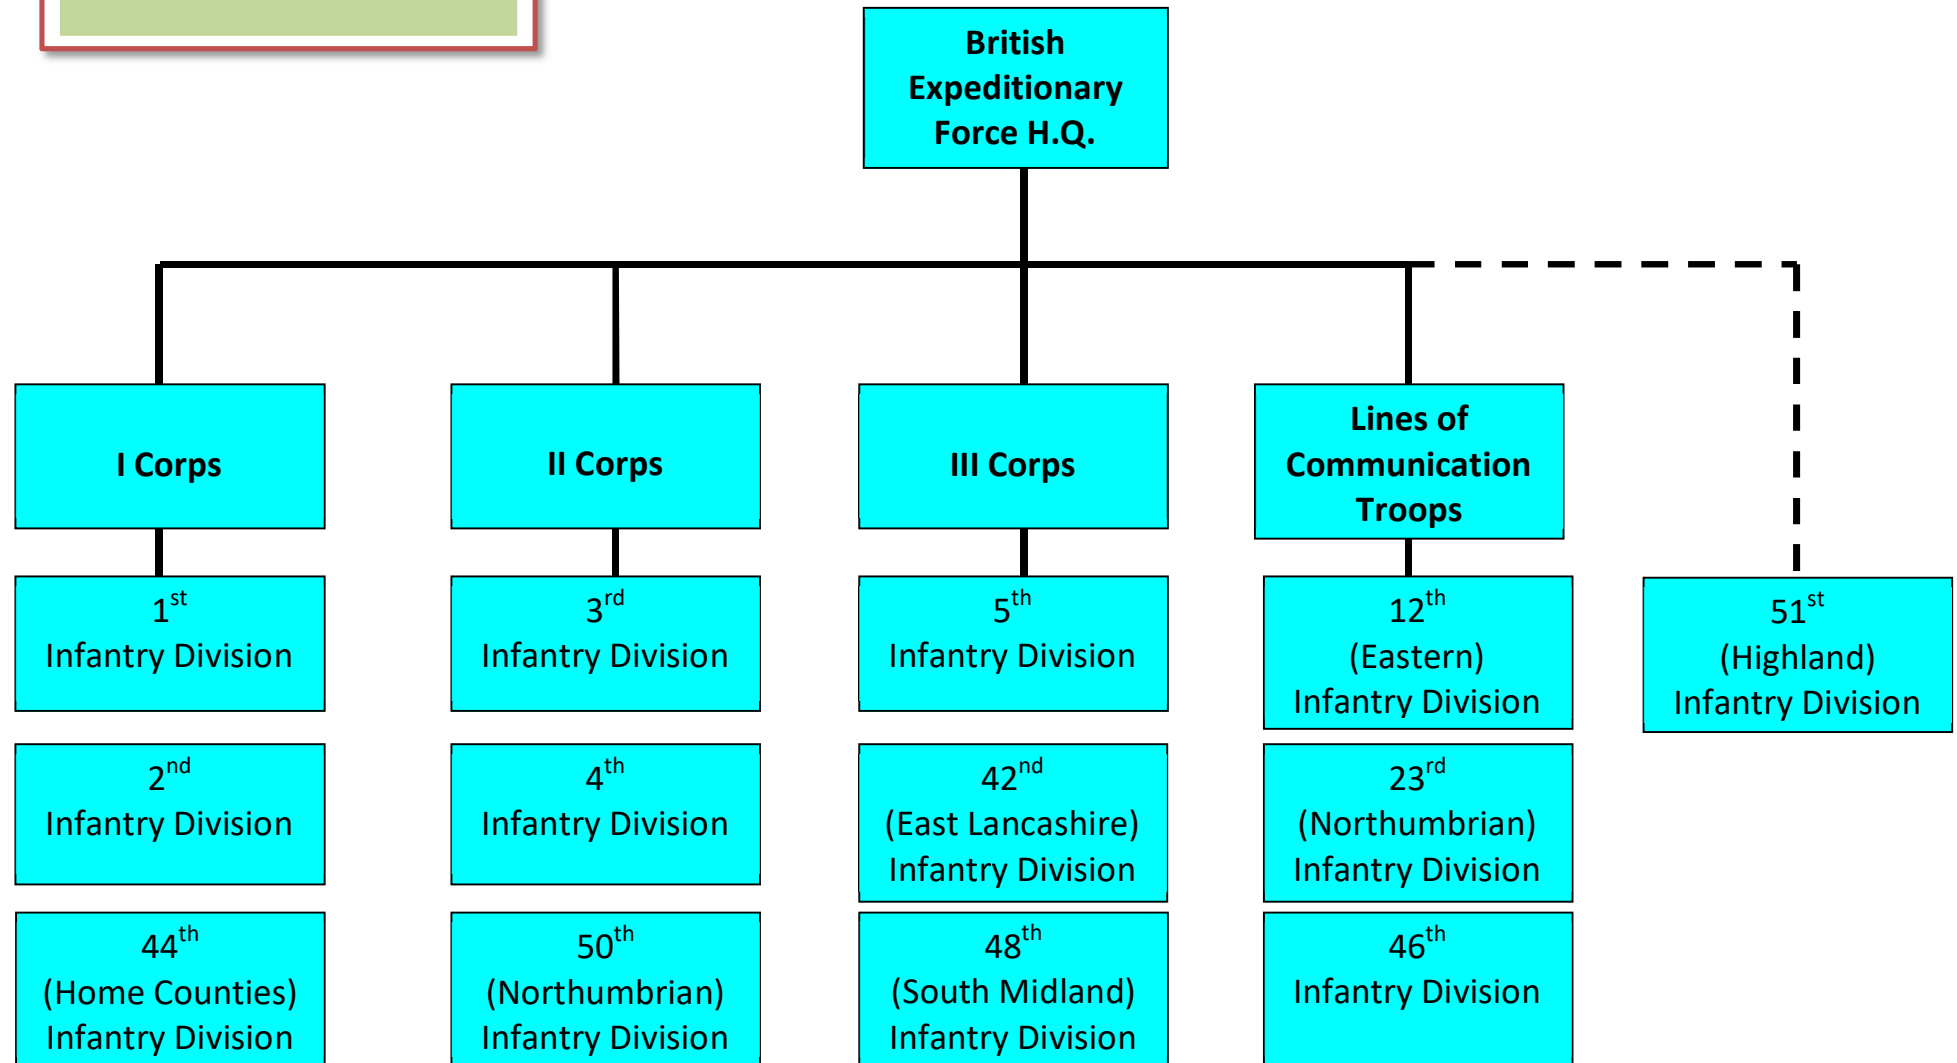 British
Expeditionary
Force H.Q.
I Corps
II Corps
III Corps
Lines of
Communication
Troops
1st
Infantry Division
3rd
Infantry Division
5th
Infantry Division
12th
(Eastern)
Infantry Division
51st
(Highland)
Infantry Division
2nd
Infantry Division
4th
Infantry Division
42nd
(East Lancashire)
Infantry Division
23rd
(Northumbrian)
Infantry Division
44th
(Home Counties)
Infantry Division
50th
(Northumbrian)
Infantry Division
48th
(South Midland)
Infantry Division
46th
Infantry Division